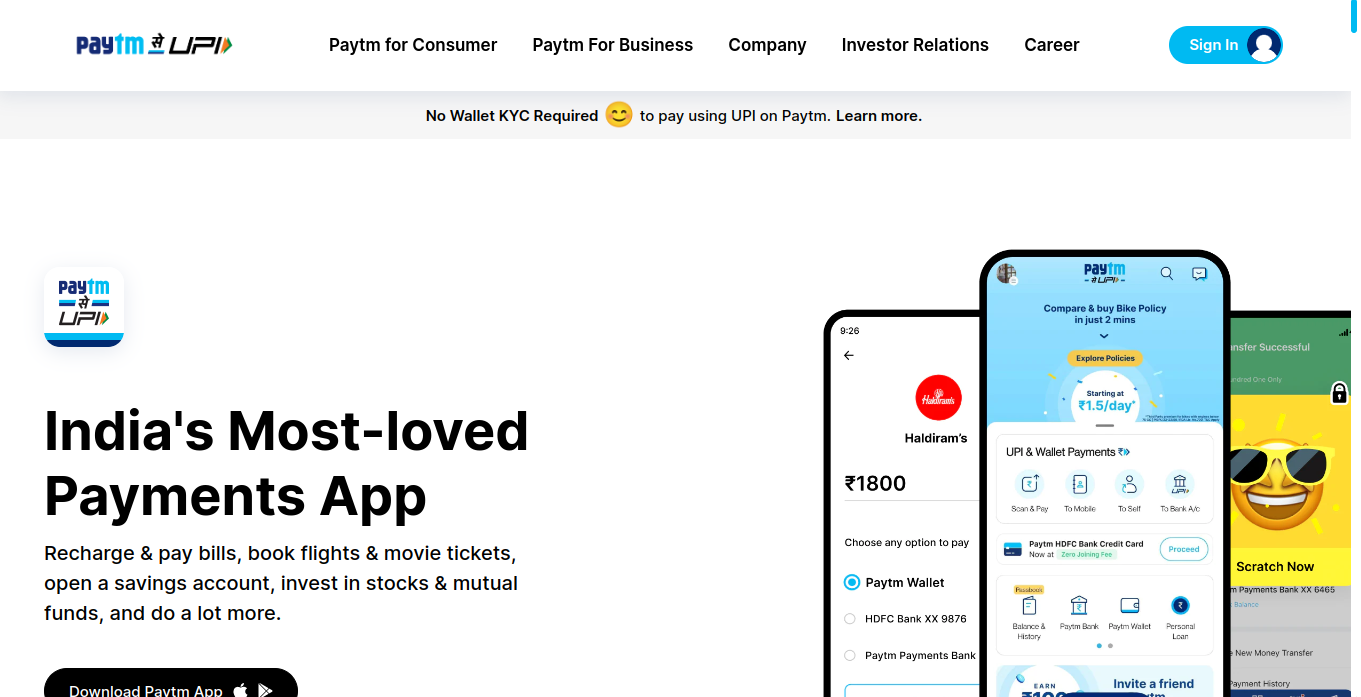 paytm से UPI
Paytm for Consumer
Paytm For Business
Company
Investor Relations
Career
Sign In
No Wallet KYC Required 😊 to pay using UPI on Paytm. Learn more.
paytm
से
UPI
India's Most-loved
Payments App
Recharge & pay bills, book flights & movie tickets,
open a savings account, invest in stocks & mutual
funds, and do a lot more.
Download Paytm App
9:26
Haldiram's
Haldiram's
₹1800
Choose any option to pay
Paytm Wallet
HDFC Bank XX 9876
Paytm Payments Bank
paytm
से UPI
Compare & buy Bike Policy
in just 2 mins
Explore Policies
Starting at
₹1.5/day*
UPI & Wallet Payments
Scan & Pay
To Mobile
To Self
UPI
To Bank A/c
Paytm HDFC Bank Credit Card
Now at Zero Joining Fee
Proceed
Passbook
Balance &
History
Paytm Bank
Paytm Wallet
Personal
Loan
EARN
₹100
Invite a friend
nsfer Successful
ndred One Only
Scratch Now
m Payments Bank XX 6465
Balance
New Money Transfer
Payment History